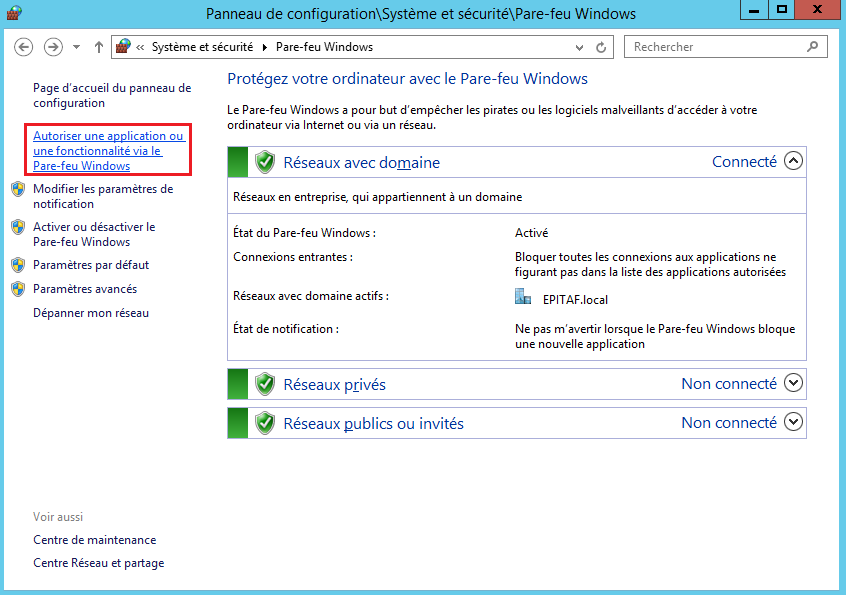 Panneau de configuration\Système et sécurité\Pare-feu Windows
« Système et sécurité ▸ Pare-feu Windows
Rechercher
Page d'accueil du panneau de
configuration
Autoriser une application ou
une fonctionnalité via le
Pare-feu Windows
Modifier les paramètres de
notification
Activer ou désactiver le
Pare-feu Windows
Paramètres par défaut
Paramètres avancés
Dépanner mon réseau
Protégez votre ordinateur avec le Pare-feu Windows
Le Pare-feu Windows a pour but d'empêcher les pirates ou les logiciels malveillants d'accéder à votre
ordinateur via Internet ou via un réseau.
Réseaux avec domaine Connecté
Réseaux en entreprise, qui appartiennent à un domaine
État du Pare-feu Windows : Activé
Connexions entrantes : Bloquer toutes les connexions aux applications ne
figurant pas dans la liste des applications autorisées
Réseaux avec domaine actifs : EPITAF.local
État de notification : Ne pas m'avertir lorsque le Pare-feu Windows bloque
une nouvelle application
Réseaux privés Non connecté
Réseaux publics ou invités Non connecté
Voir aussi
Centre de maintenance
Centre Réseau et partage